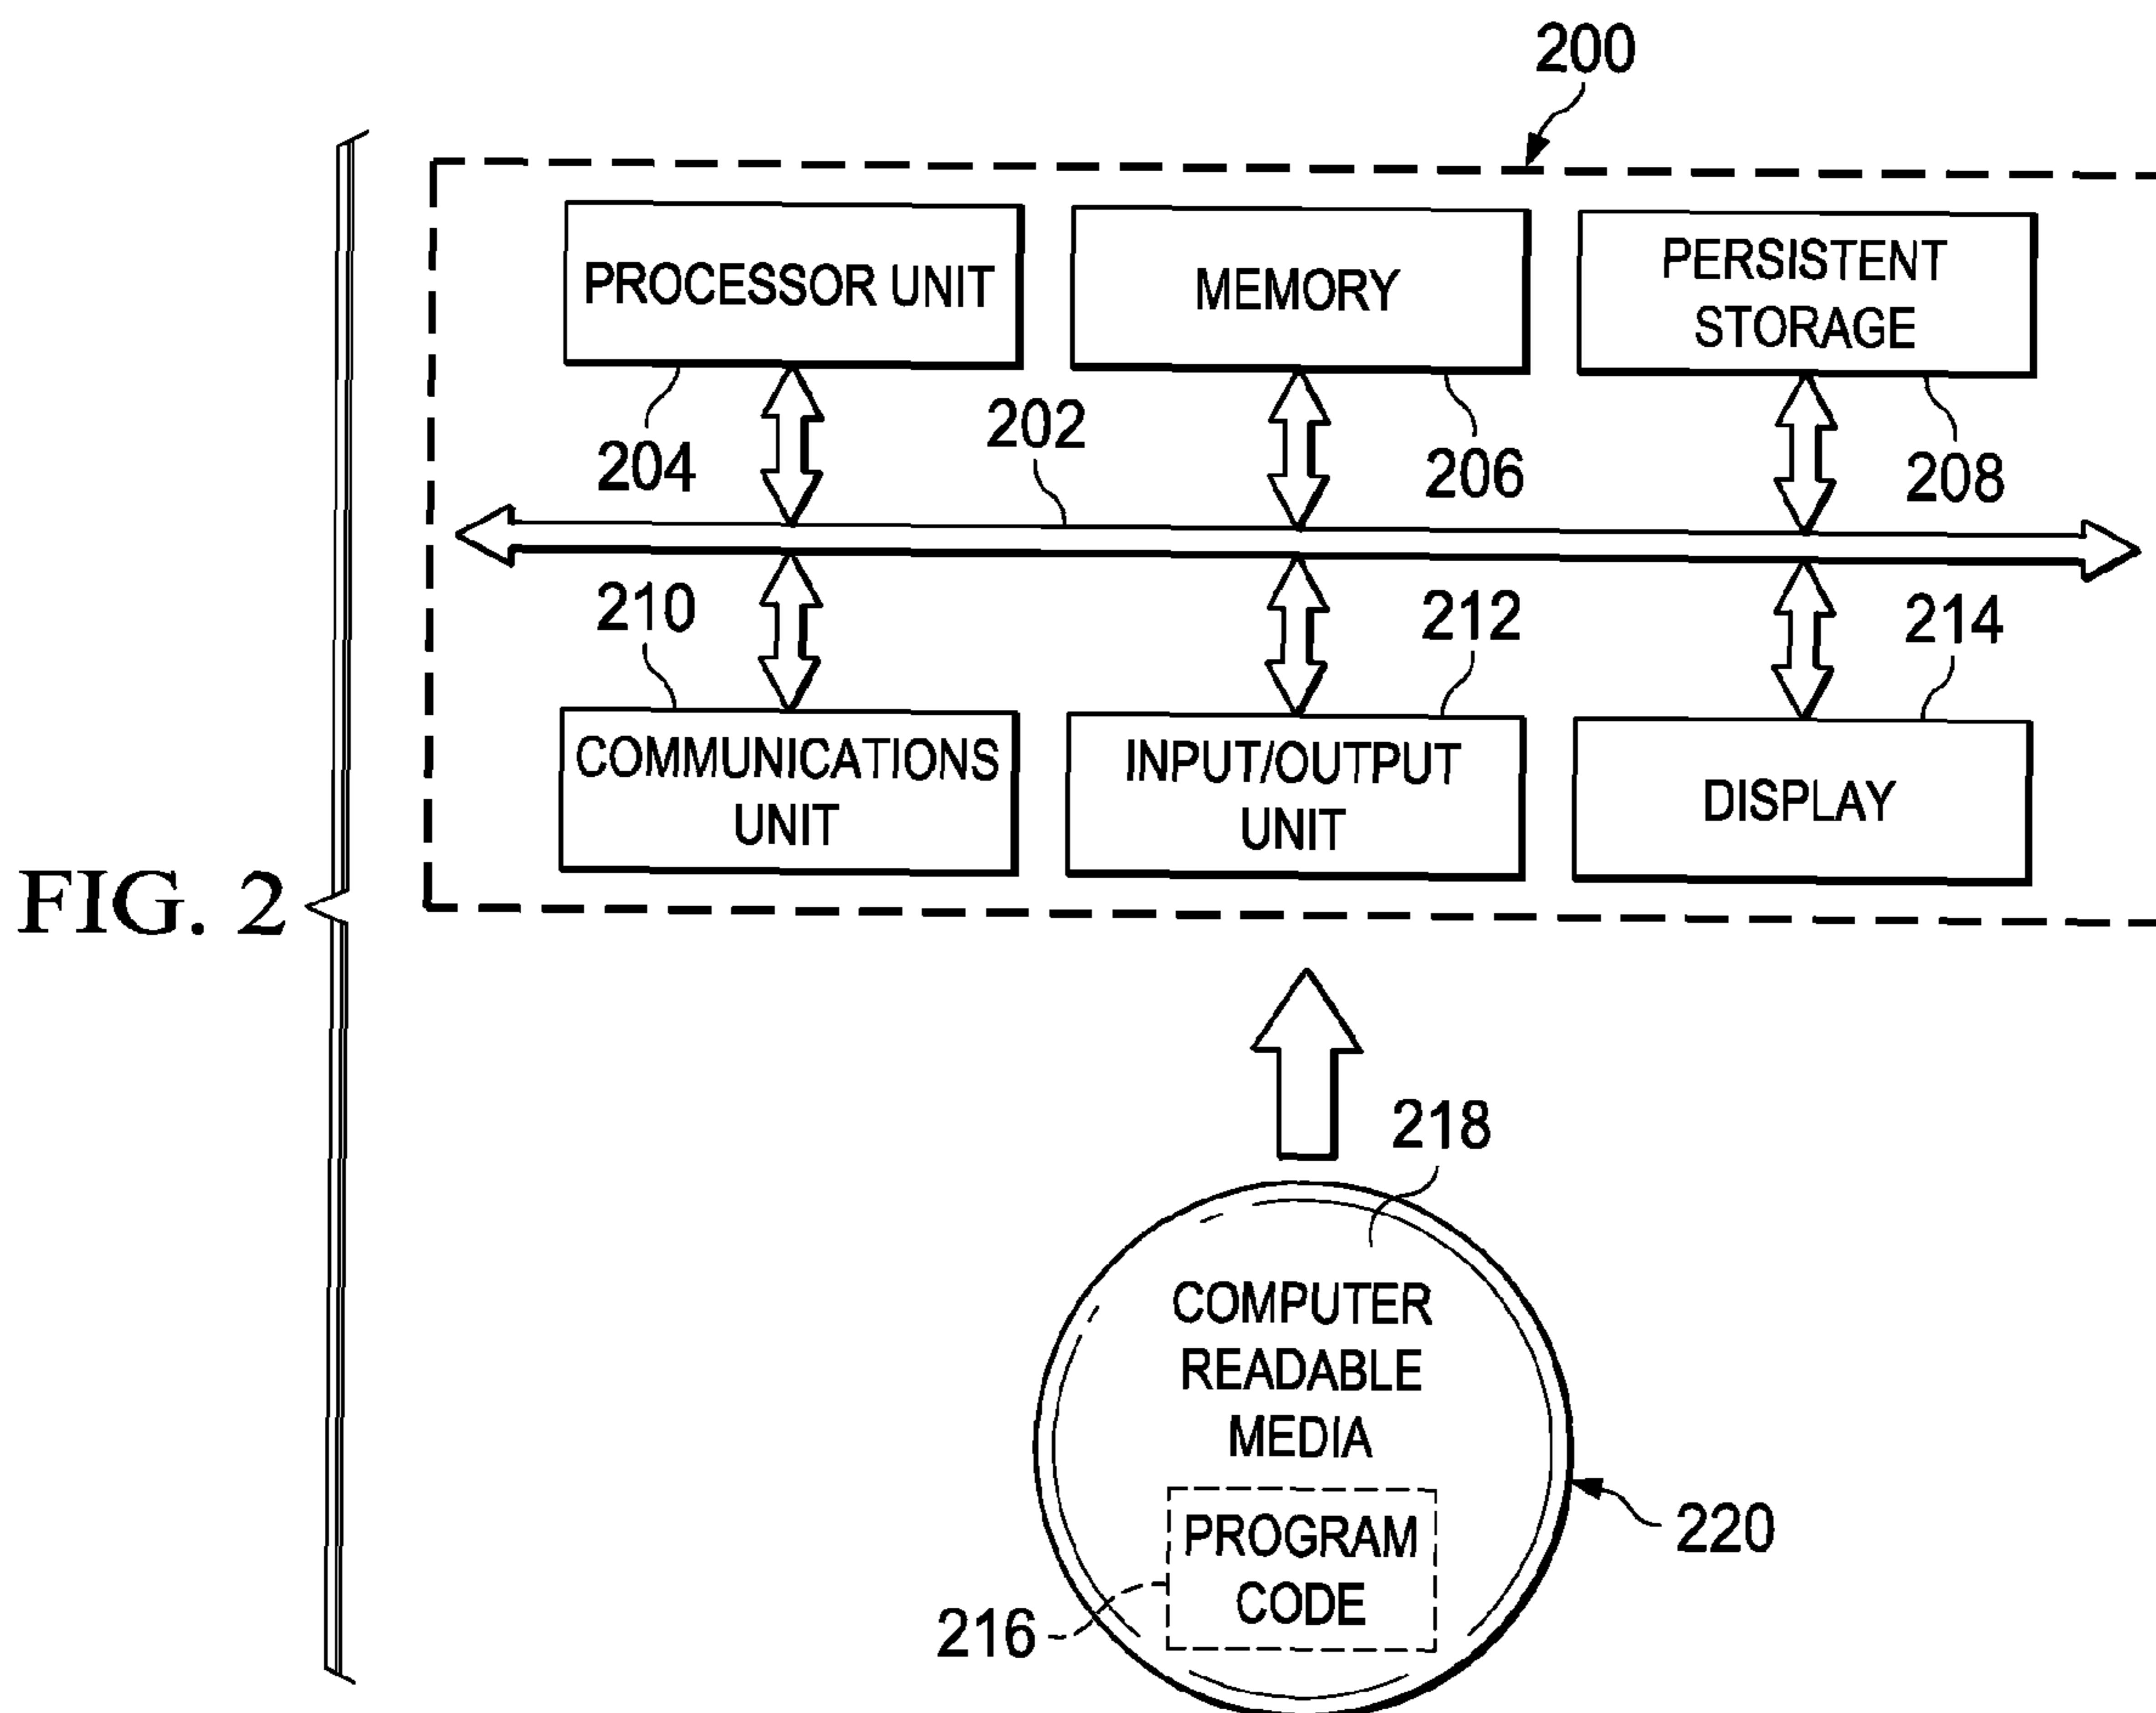 200
PROCESSOR UNIT
MEMORY
PERSISTENT
STORAGE
204
202
206
208
210
212
214
COMMUNICATIONS
UNIT
INPUT/OUTPUT
UNIT
DISPLAY
FIG. 2
218
COMPUTER
READABLE
MEDIA
PROGRAM
CODE
220
216